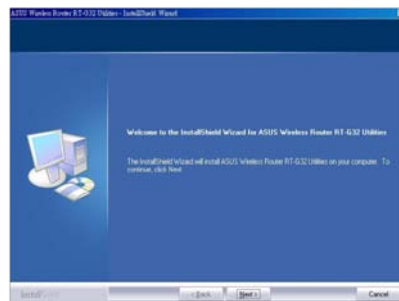 ASUS Wireless Router RT-G32 Utilities - InstallShield Wizard
Welcome to the InstallShield Wizard for ASUS Wireless Router RT-G32 Utilities
The InstallShield Wizard will install ASUS Wireless Router RT-G32 Utilities on your computer. To
continue, click Next
InstallShield
< Back
Next >
Cancel